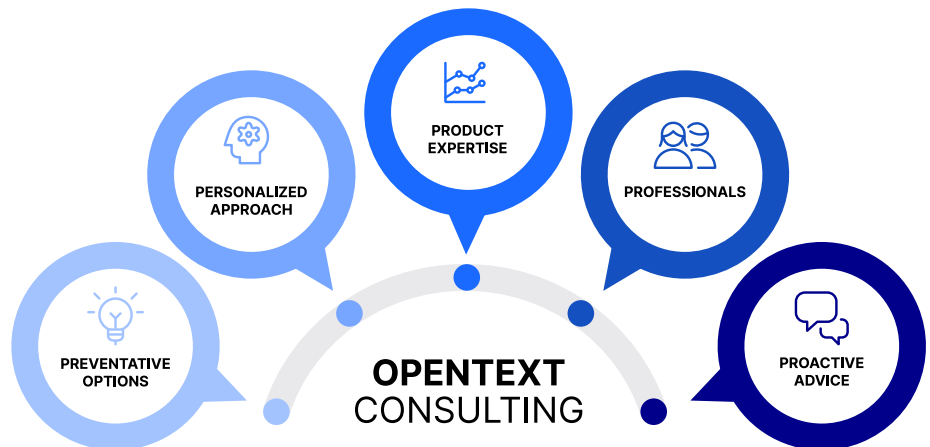 PREVENTATIVE
OPTIONS
PERSONALIZED
APPROACH
PRODUCT
EXPERTISE
PROFESSIONALS
PROACTIVE
ADVICE
OPENTEXT
CONSULTING